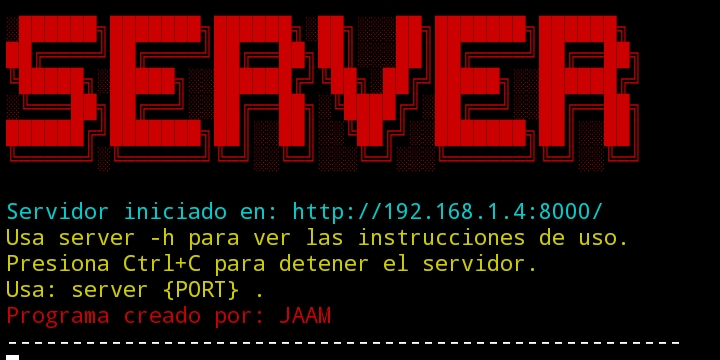 SERVER
Servidor iniciado en: http://192.168.1.4:8000/
Usa server -h para ver las instrucciones de uso.
Presiona Ctrl+C para detener el servidor.
Usa: server {PORT} .
Programa creado por: JAAM
----------------------------------------------------